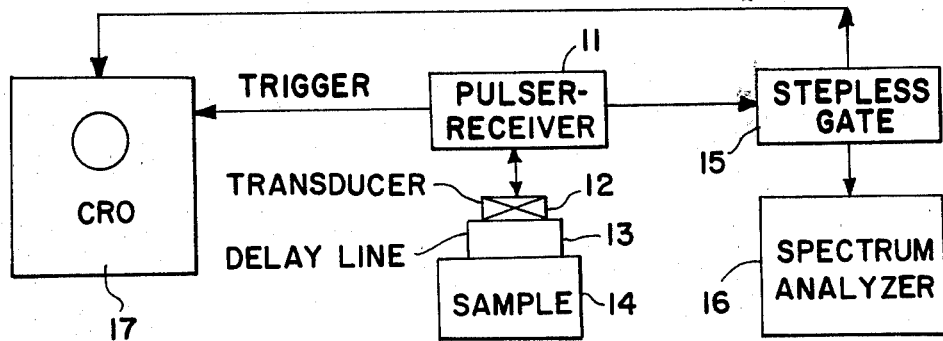 11
TRIGGER
PULSER-
RECEIVER
STEPLESS
GATE
15
TRANSDUCER
12
CRO
DELAY LINE
13
SPECTRUM
ANALYZER
16
SAMPLE
14
17